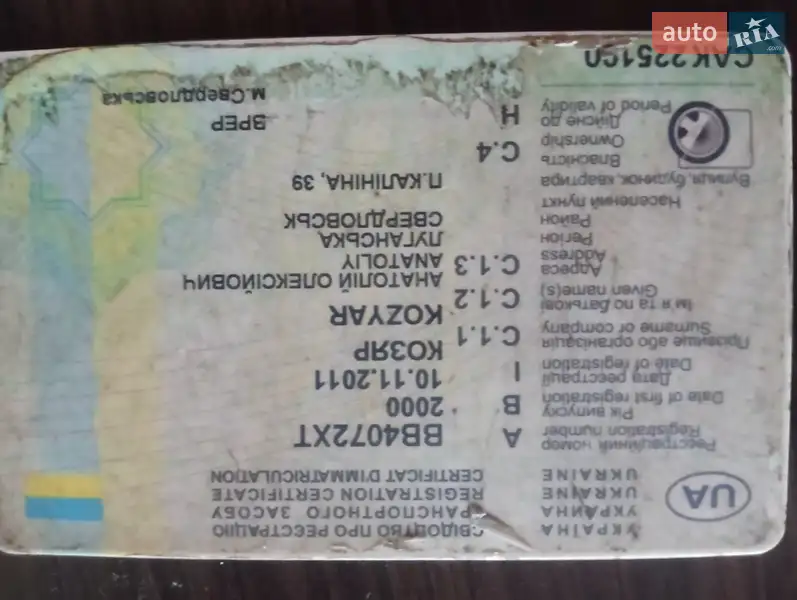 auto
RIA
.com
УКРАЇНА СВІДОЦТВО ПРО РЕЄСТРАЦІЮ
УКРАИНА ТРАНСПОРТНОГО ЗАСОБУ
UKRAINE REGISTRATION CERTIFICATE
UKRAINE CERTIFICAT D'IMMATRICULATION
UA
Реєстраційний номер A BB4072XT
Registration number
Рік випуску B 2000
Date of first registration
Дата реєстрації I 10.11.2011
Date of registration
Прізвище або організація C.1.1 КОЗЯР
Surname or company KOZYAR
Ім'я та по батькові C.1.2 АНАТОЛІЙ ОЛЕКСІЙОВИЧ
Given name(s) ANATOLIY
Адреса C.1.3 ЛУГАНСЬКА
Address
Регіон СВЕРДЛОВСЬК
Район
Населений пункт
Вулиця, будинок, квартира П.КАЛІНІНА, 39
Власність C.4
Ownership
Дійсне до H ВРЕР
Period of validity м.Свердловська